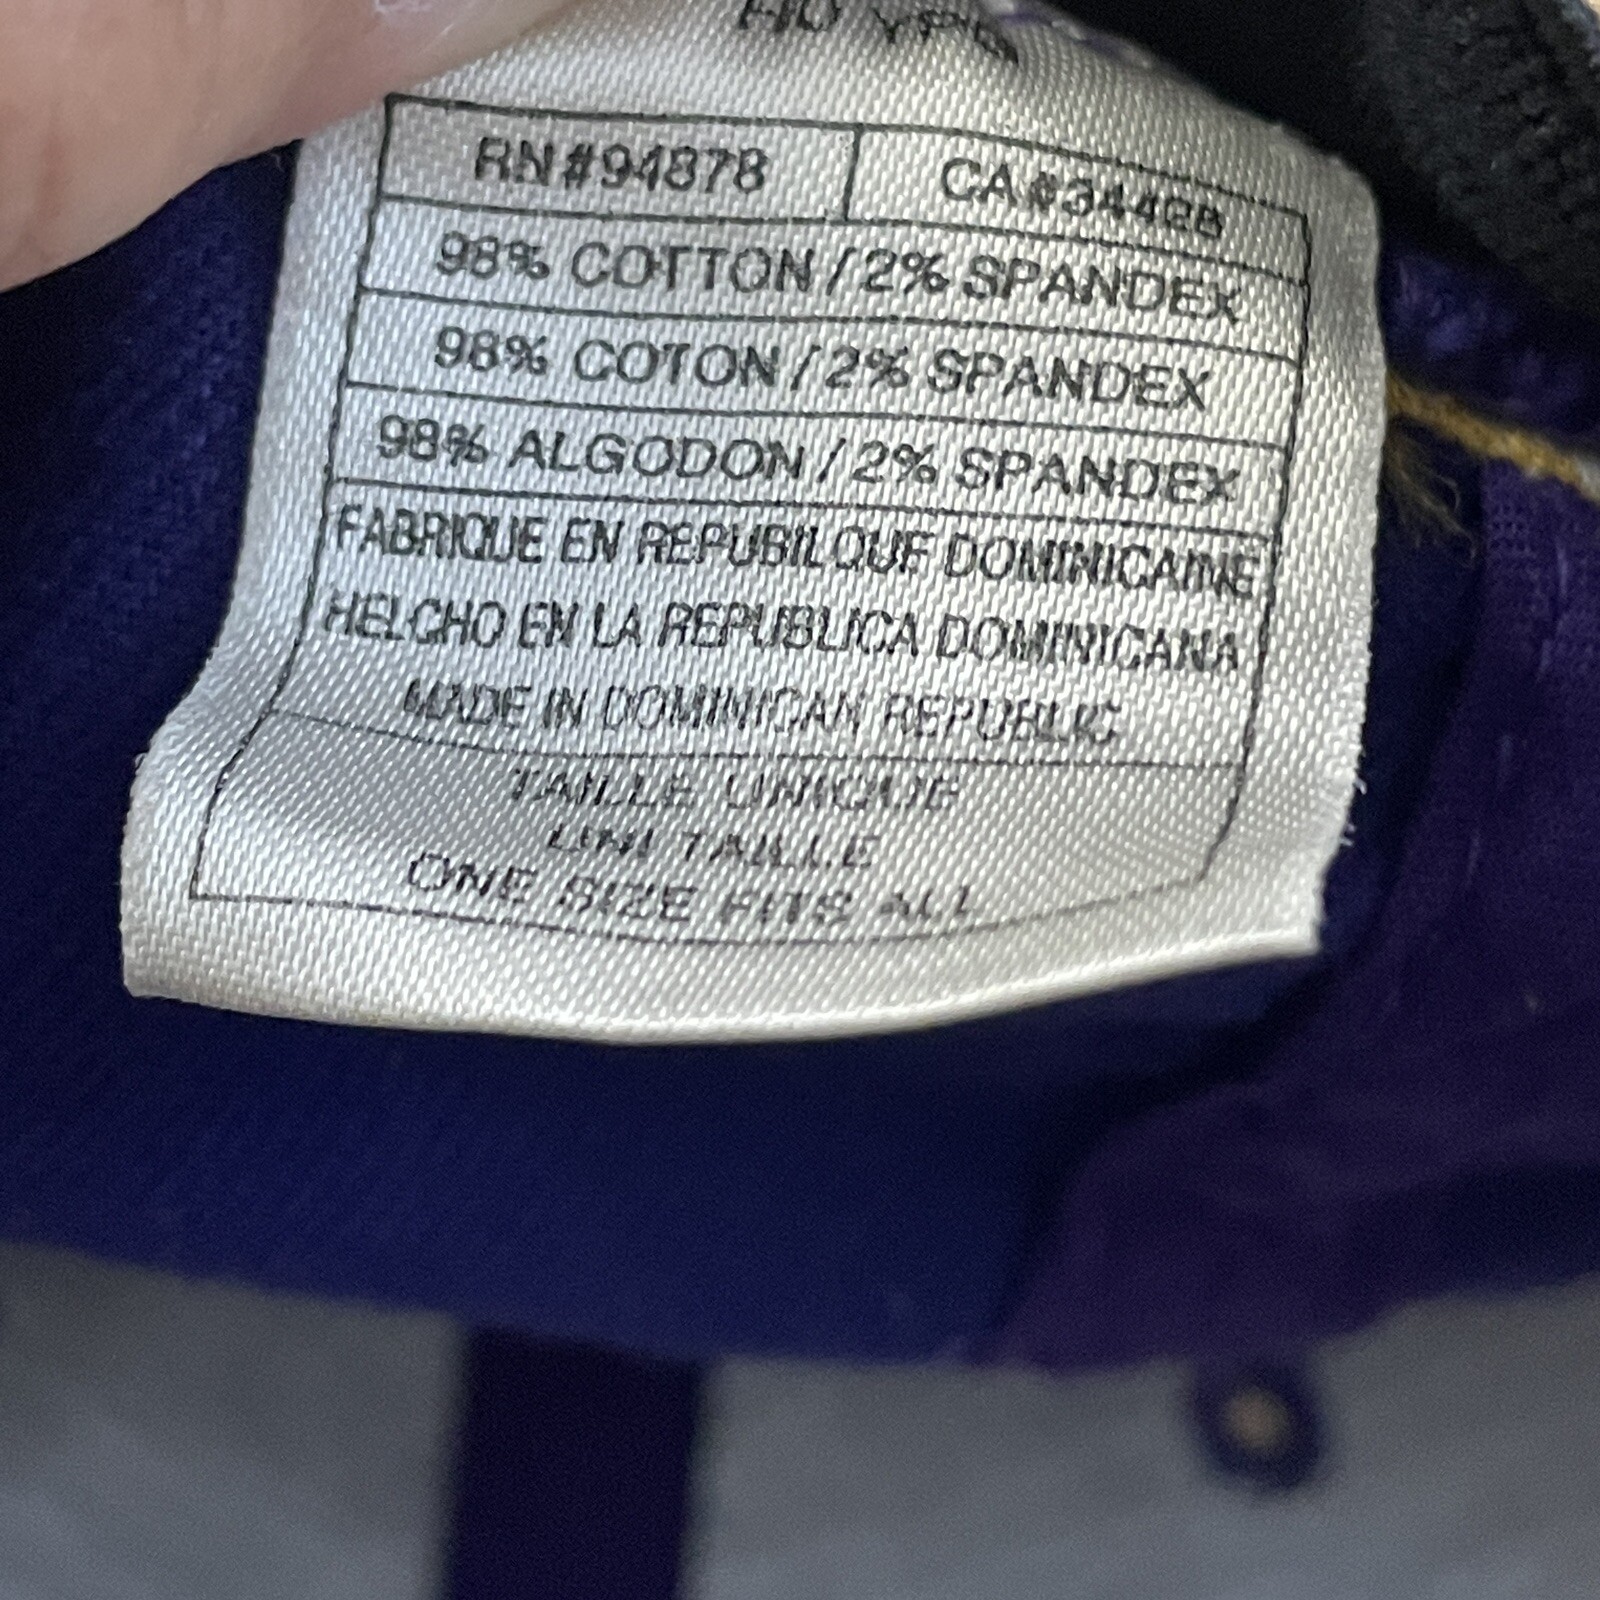 RN#94878 CA#34428
98% COTTON / 2% SPANDEX
98% COTON / 2% SPANDEX
98% ALGODON / 2% SPANDEX
FABRIQUE EN REPUBILQUE DOMINICAINE
HELCHO EN LA REPUBLICA DOMINICANA
MADE IN DOMINICAN REPUBLIC
TAILLE UNIQUE
UNI TAILLE
ONE SIZE FITS ALL